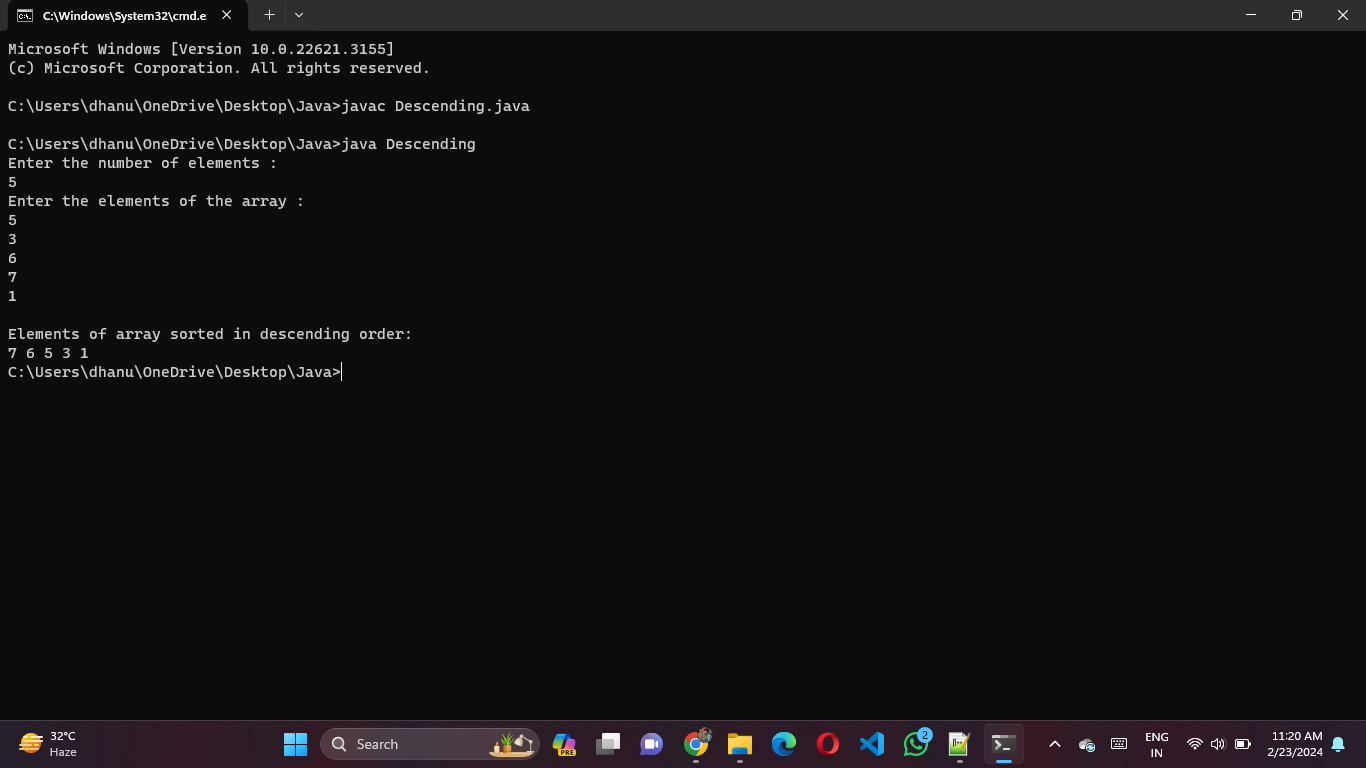 C:\Windows\System32\cmd.e
Microsoft Windows [Version 10.0.22621.3155]
(c) Microsoft Corporation. All rights reserved.
C:\Users\dhanu\OneDrive\Desktop\Java>javac Descending.java
C:\Users\dhanu\OneDrive\Desktop\Java>java Descending
Enter the number of elements :
5
Enter the elements of the array :
5
3
6
7
1
Elements of array sorted in descending order:
7 6 5 3 1
C:\Users\dhanu\OneDrive\Desktop\Java>
32°C
Haze
Search
PRE
2
ENG
IN
11:20 AM
2/23/2024